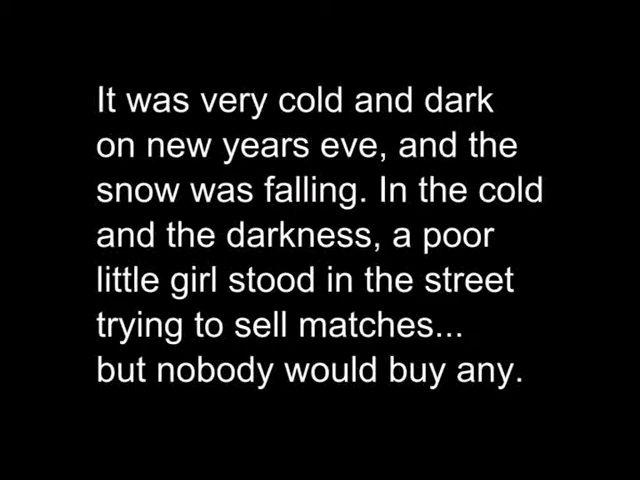 It was very cold and dark
on new years eve, and the
snow was falling. In the cold
and the darkness, a poor
little girl stood in the street
trying to sell matches...
but nobody would buy any.